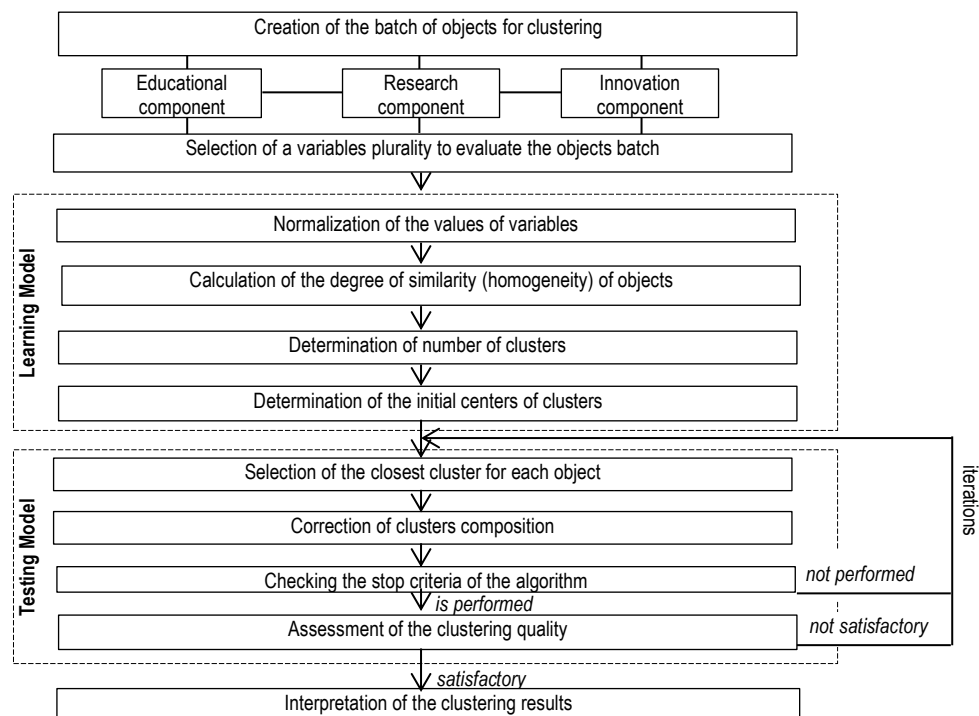 Creation of the batch of objects for clustering
Educational
component
Research
component
Innovation
component
Selection of a variables plurality to evaluate the objects batch
Learning Model
Normalization of the values of variables
Calculation of the degree of similarity (homogeneity) of objects
Determination of number of clusters
Determination of the initial centers of clusters
iterations
Testing Model
Selection of the closest cluster for each object
Correction of clusters composition
Checking the stop criteria of the algorithm
not performed
is performed
Assessment of the clustering quality
not satisfactory
satisfactory
Interpretation of the clustering results